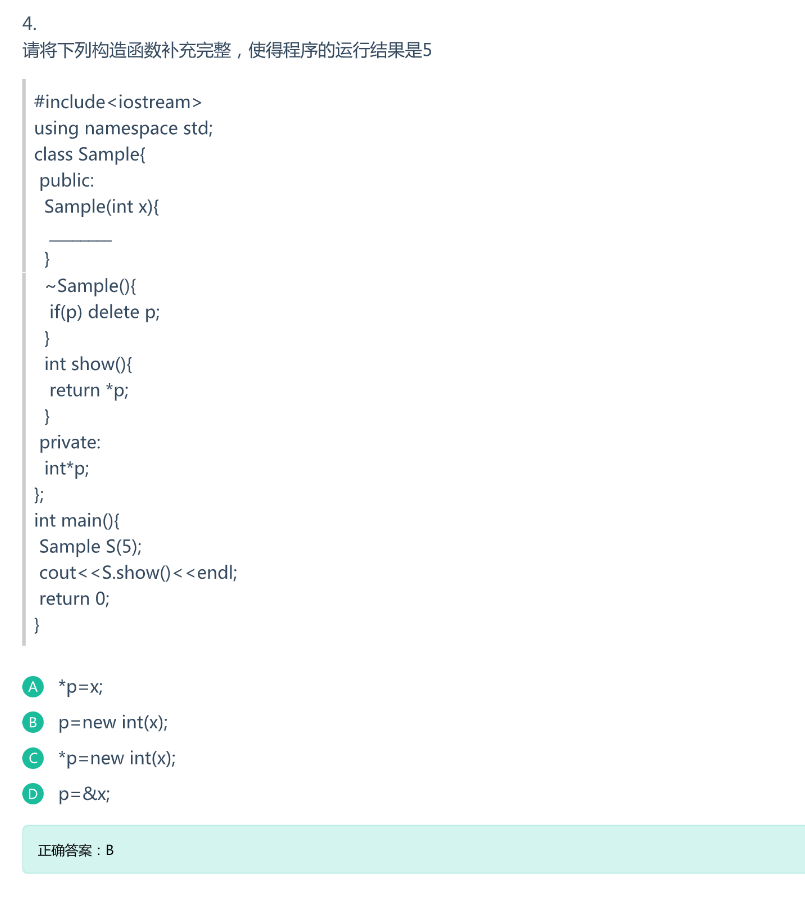 4.
请将下列构造函数补充完整，使得程序的运行结果是5
#include<iostream>
using namespace std;
class Sample{
public:
Sample(int x){
_______
}
~Sample(){
if(p) delete p;
}
int show(){
return *p;
}
private:
int*p;
};
int main(){
Sample S(5);
cout<<S.show()<<endl;
return 0;
}
A *p=x;
B p=new int(x);
C *p=new int(x);
D p=&x;
正确答案：B